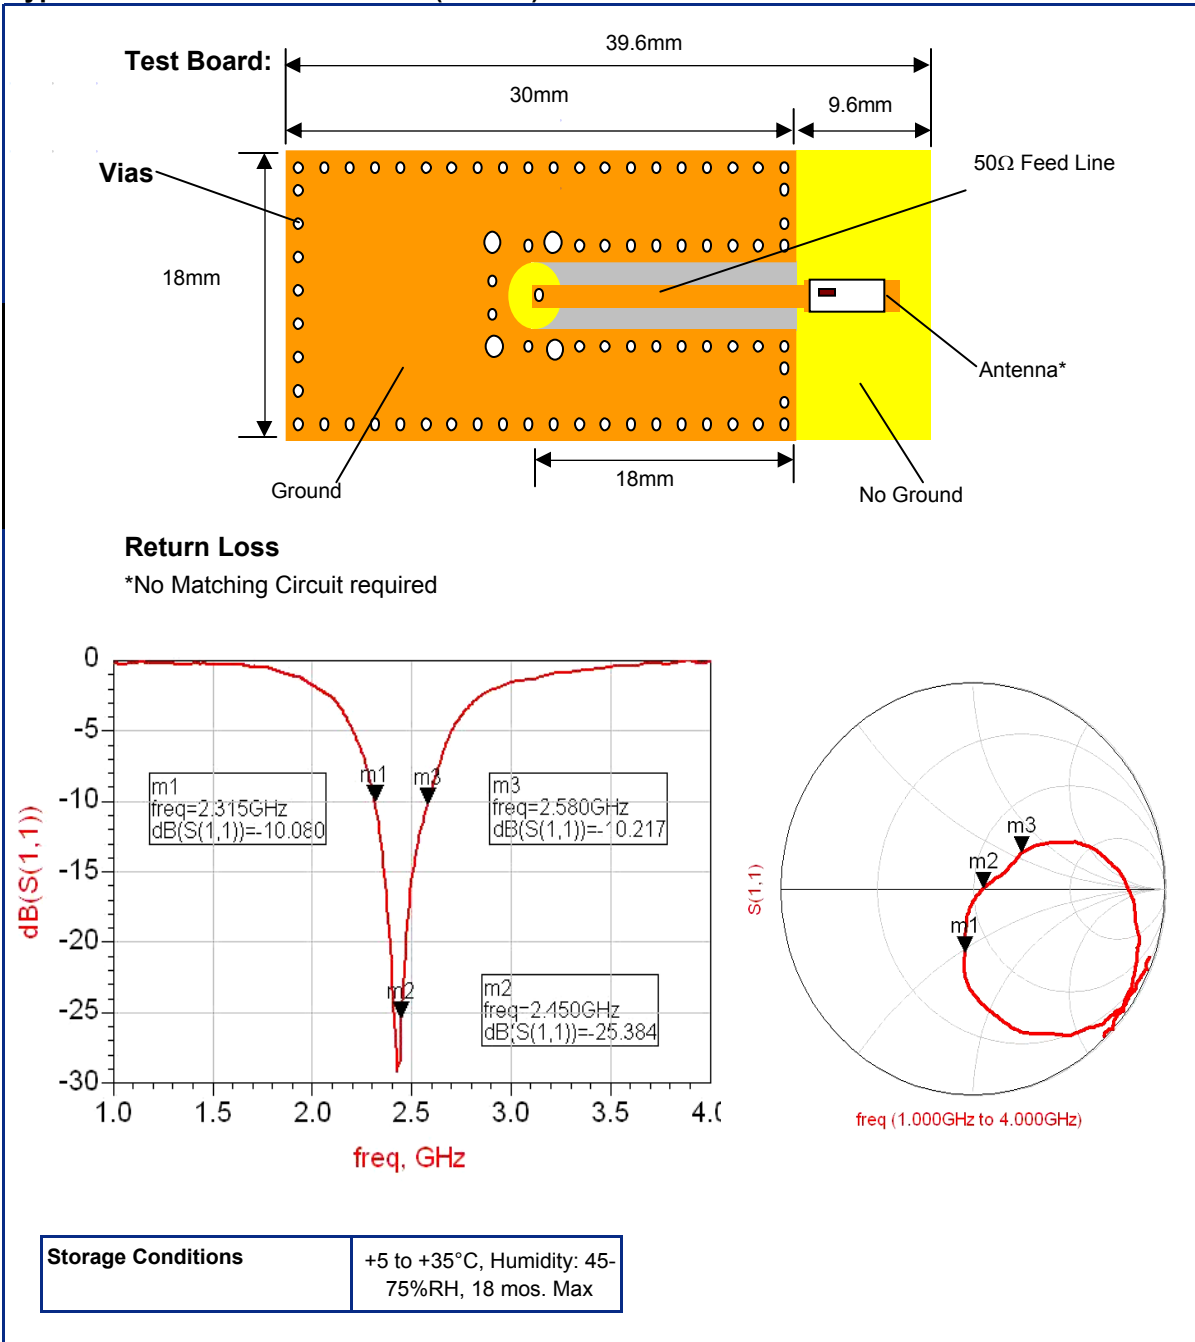 Test Board:
39.6mm
30mm
9.6mm
50Ω Feed Line
Vias
18mm
Antenna*
18mm
Ground
No Ground
Return Loss
*No Matching Circuit required
0
-5
-10
-15
-20
-25
-30
dB(S(1,1))
m1
freq=2.315GHz
dB(S(1,1))=-10.080
m1
m3
m3
freq=2.580GHz
dB(S(1,1))=-10.217
m2
m2
freq=2.450GHz
dB(S(1,1))=-25.384
1.0 1.5 2.0 2.5 3.0 3.5 4.0
freq, GHz
S(1,1)
m3
m2
m1
freq (1.000GHz to 4.000GHz)
Storage Conditions
+5 to +35°C, Humidity: 45-
75%RH, 18 mos. Max